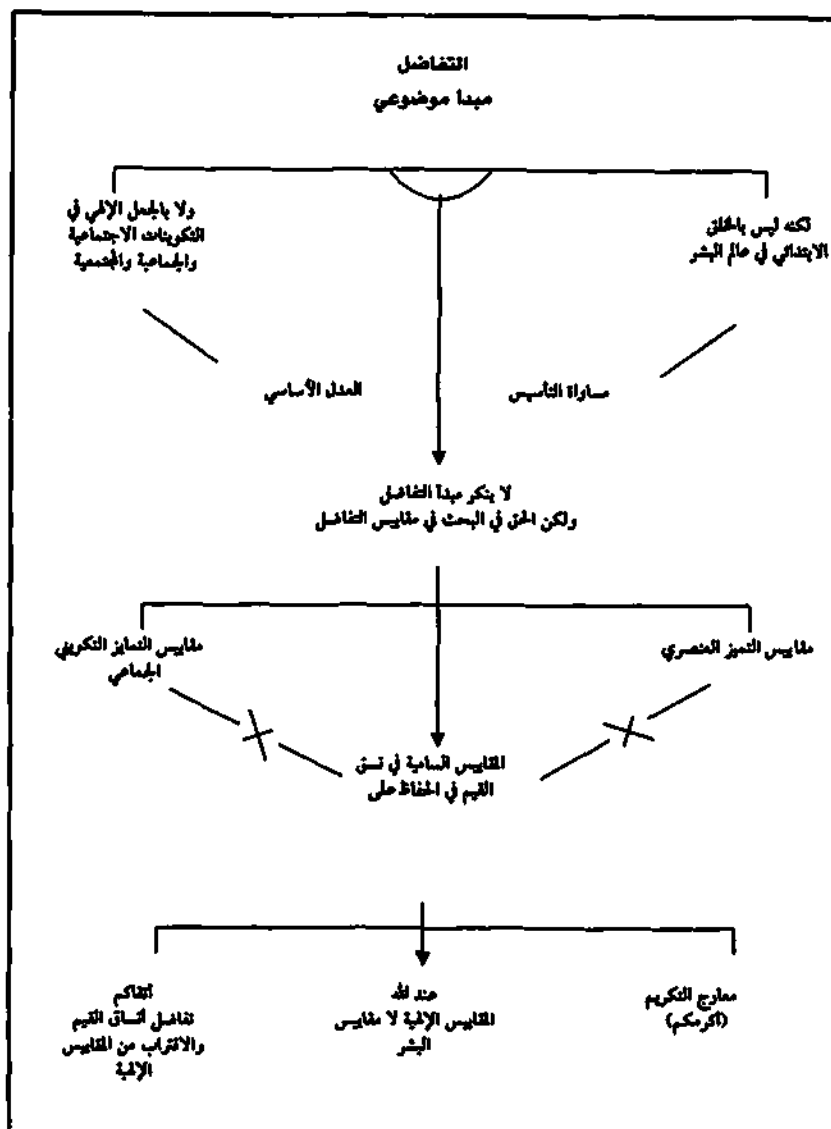 التفاضل
مبدا موضوعي
لكنه ليس بالخلق
الابتدائي في عالم البشر
ولا بالجعل الإلهي في
التكوينات الاجتماعية
والجماعية والمجتمعية
مساواة التأسيس
العدل الأساسي
لا ينكر مبدأ التفاضل
ولكن الحق في البحث في مقاييس التفاضل
مقاييس التميز العنصري
مقاييس التمايز التكويني
الجماعي
المقاييس السامية في نسق
القيم في الحفاظ على
معارج التكريم
(أكرمكم)
عند الله
المقاييس الإلهية لا مقاييس
البشر
أتقاكم
تفاضل أنساق القيم
والاقتراب من المقاييس
الإلهية